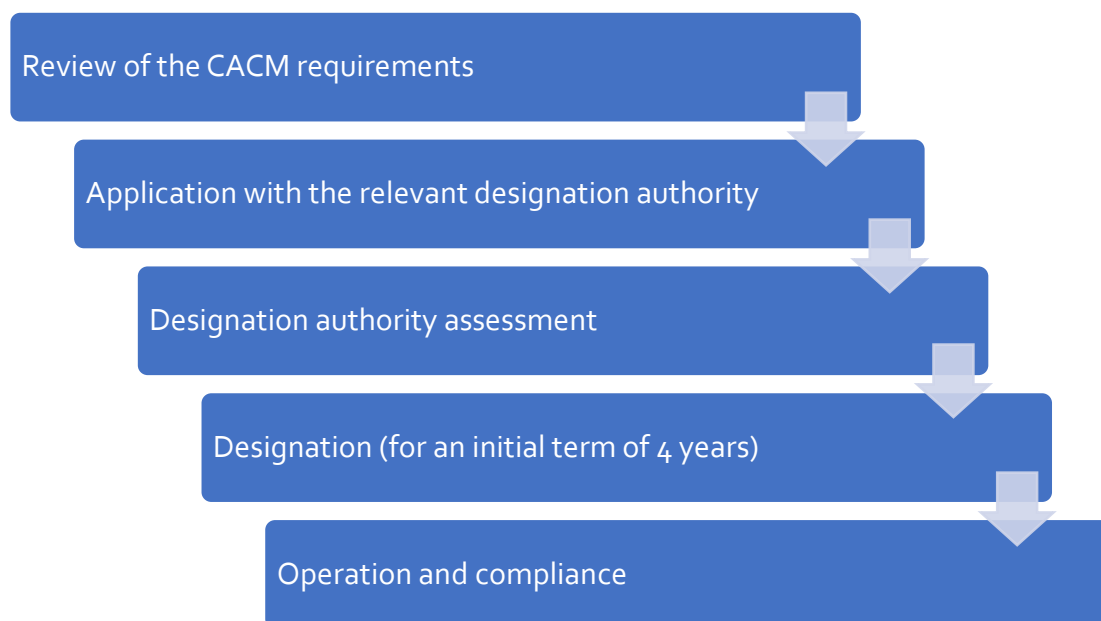 Review of the CACM requirements
Application with the relevant designation authority
Designation authority assessment
Designation (for an initial term of 4 years)
Operation and compliance